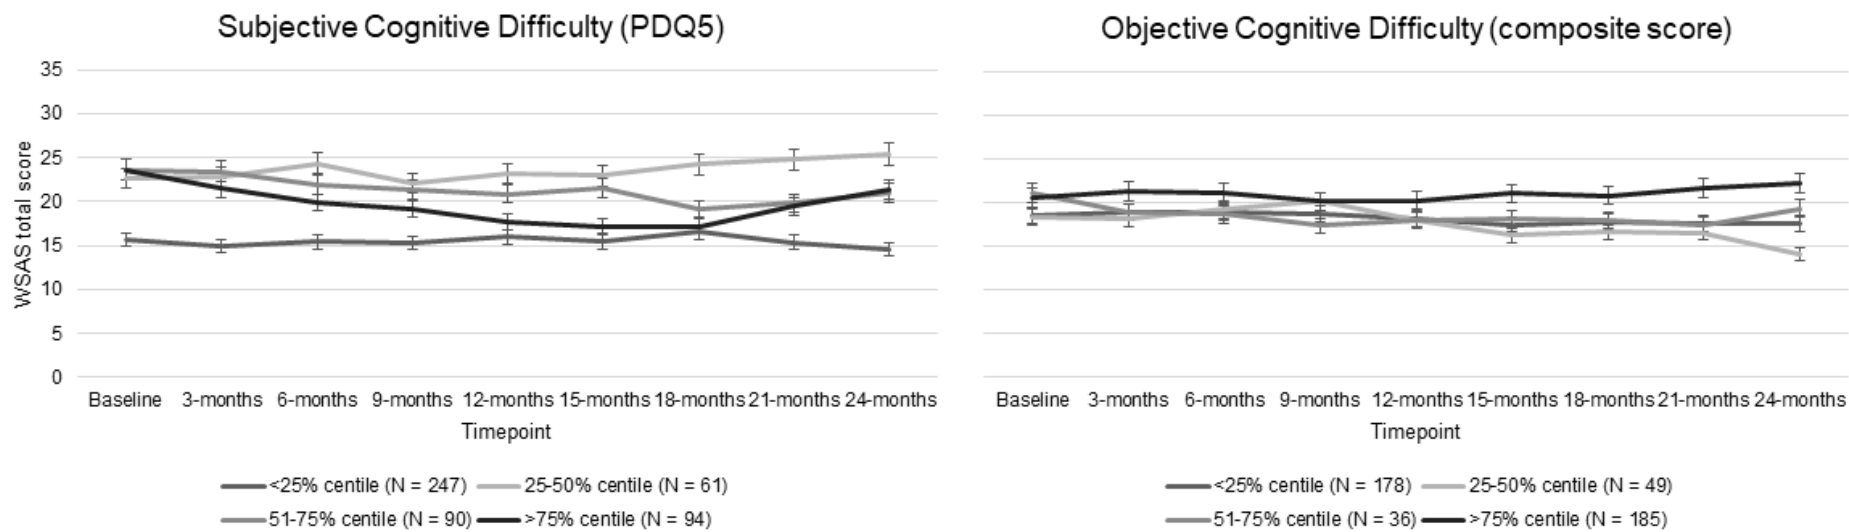 Subjective Cognitive Difficulty (PDQ5)
Objective Cognitive Difficulty (composite score)
WSAS total score
35
30
25
20
15
10
5
0
Baseline 3-months 6-months 9-months 12-months 15-months 18-months 21-months 24-months
Timepoint
<25% centile (N = 247) 25-50% centile (N = 61)
51-75% centile (N = 90) >75% centile (N = 94)
Baseline 3-months 6-months 9-months 12-months 15-months 18-months 21-months 24-months
Timepoint
<25% centile (N = 178) 25-50% centile (N = 49)
51-75% centile (N = 36) >75% centile (N = 185)